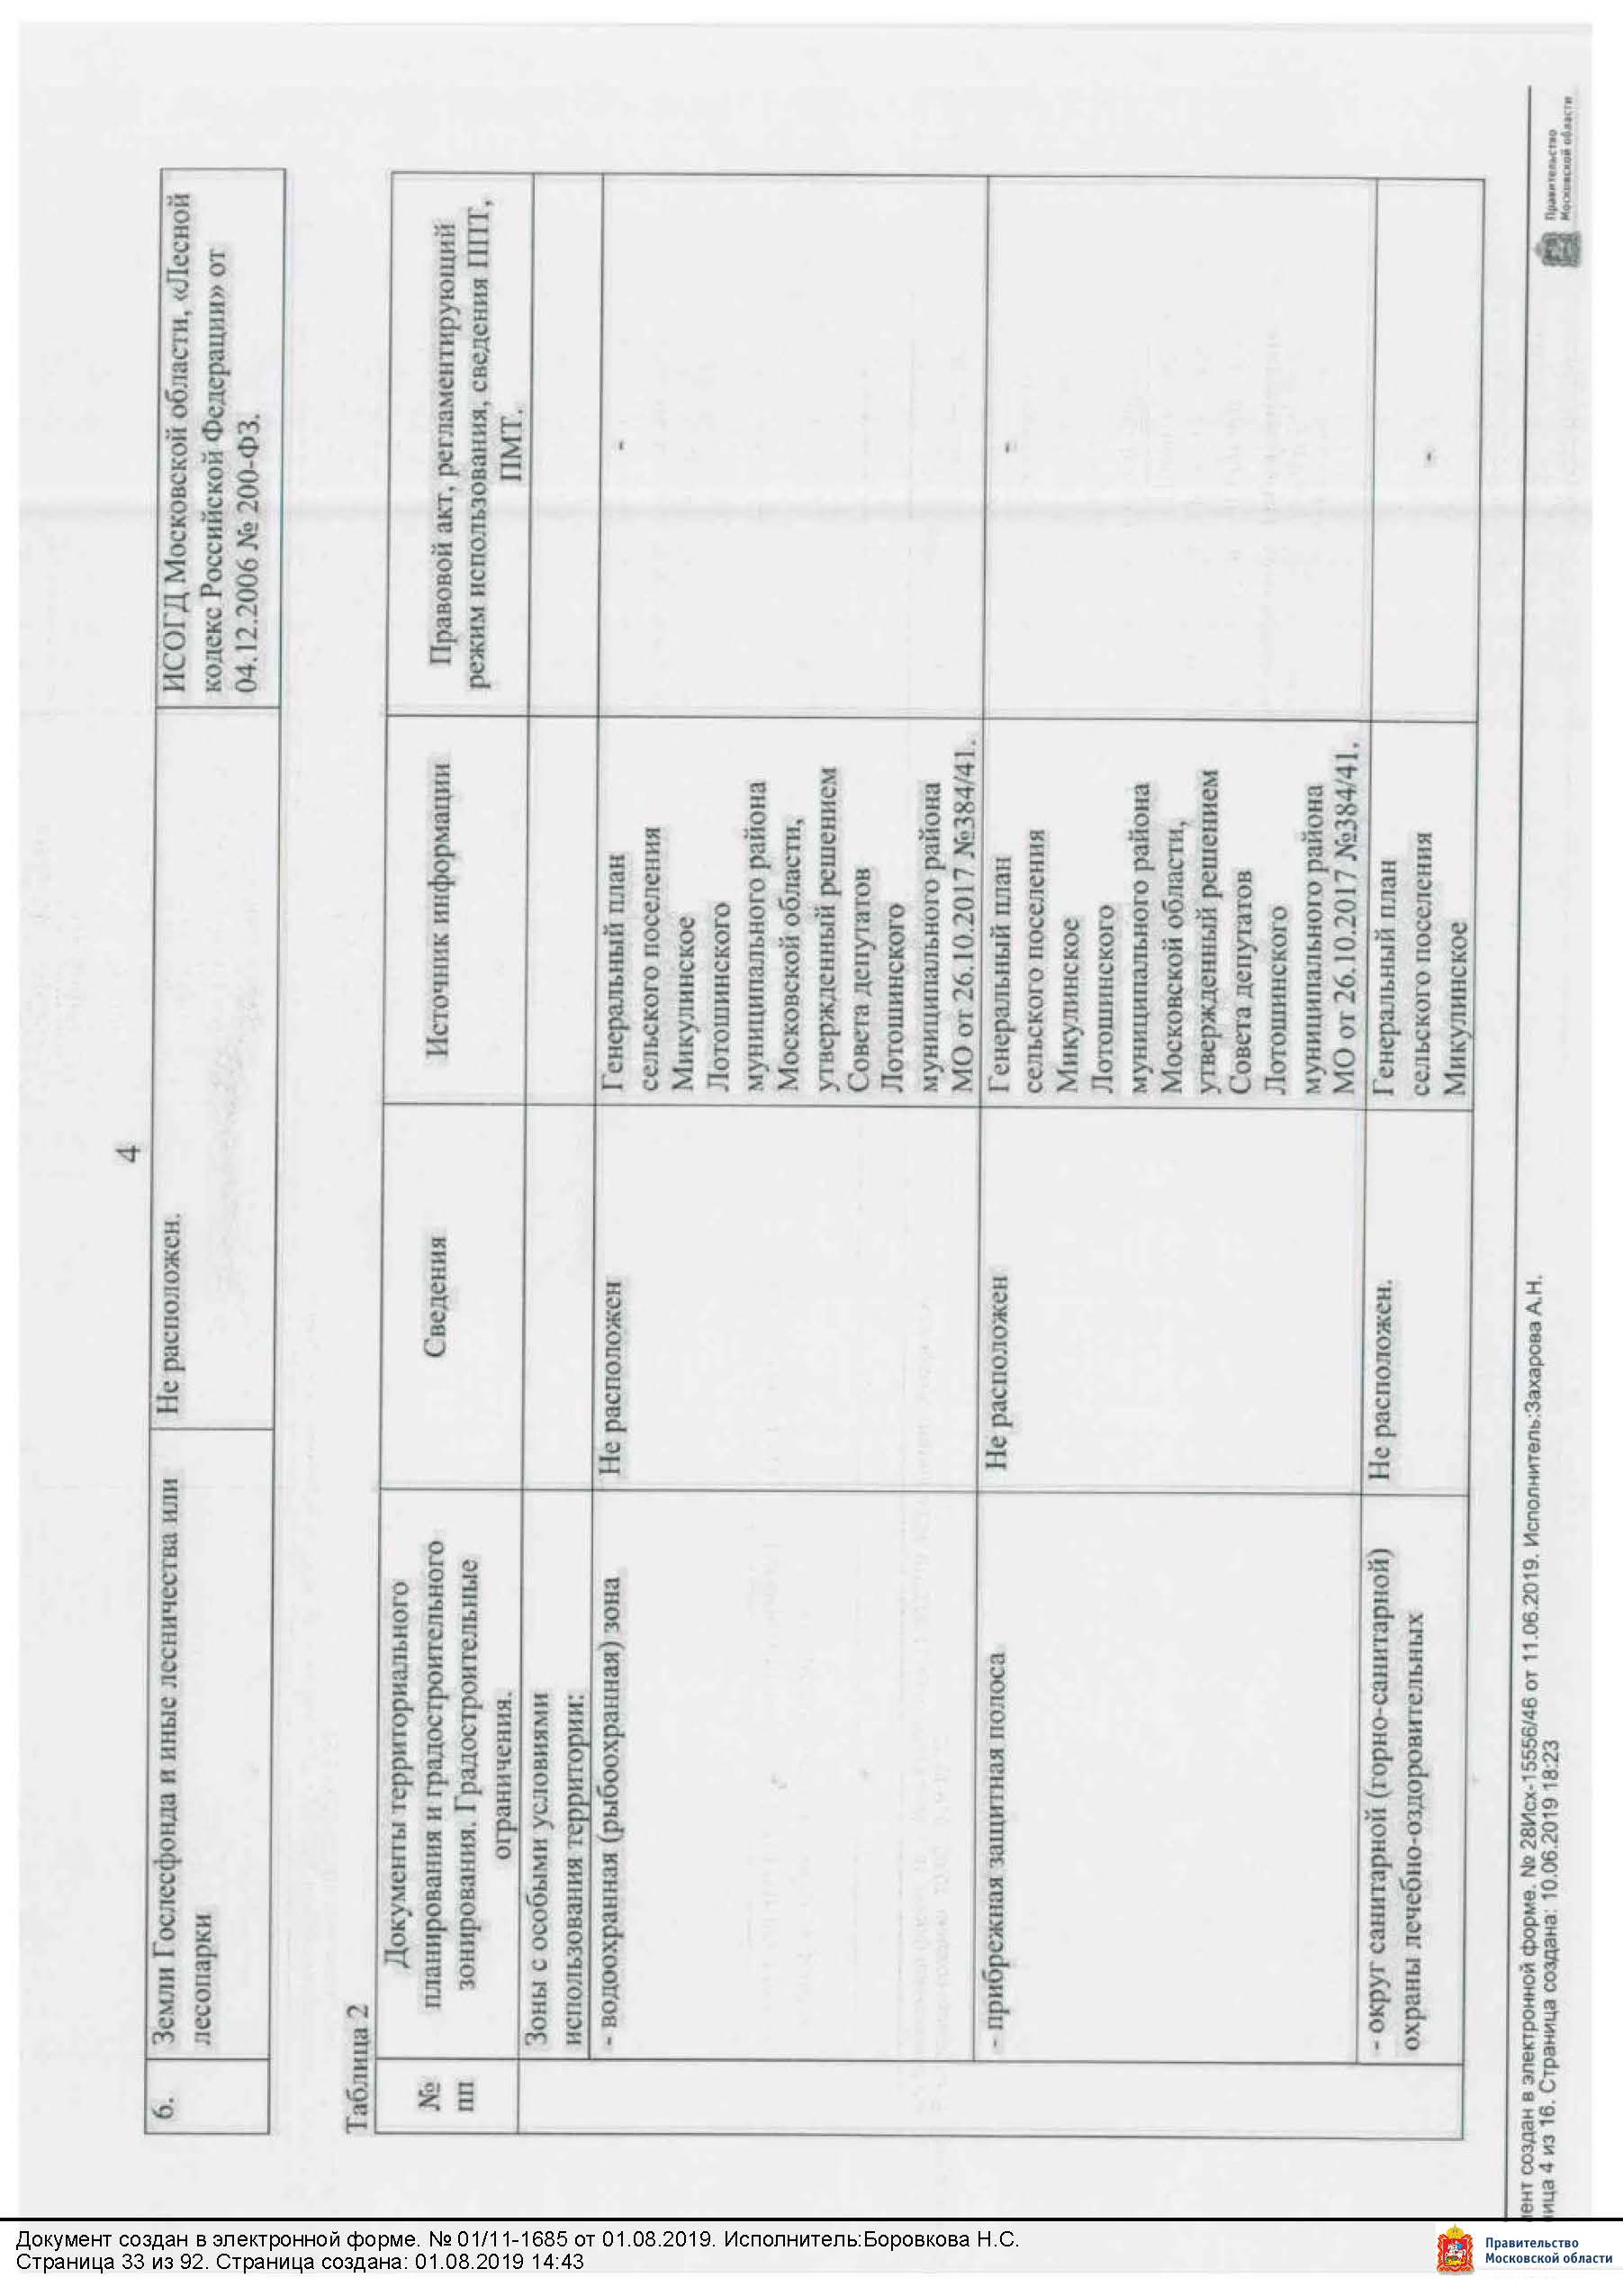 4
6.
Земли Гослесфонда и иные лесничества или
лесопарки
Не расположен.
ИСОГД Московской области, «Лесной
кодекс Российской Федерации» от
04.12.2006 № 200-ФЗ.
Таблица 2
№
пп
Документы территориального
планирования и градостроительного
зонирования. Градостроительные
ограничения.
Сведения
Источник информации
Правовой акт, регламентирующий
режим использования, сведения ППТ,
ПМТ.
Зоны с особыми условиями
использования территории:
- водоохранная (рыбоохранная) зона
Не расположен
Генеральный план
сельского поселения
Микулинское
Лотошинского
муниципального района
Московской области,
утвержденный решением
Совета депутатов
Лотошинского
муниципального района
МО от 26.10.2017 №384/41.
-
- прибрежная защитная полоса
Не расположен
Генеральный план
сельского поселения
Микулинское
Лотошинского
муниципального района
Московской области,
утвержденный решением
Совета депутатов
Лотошинского
муниципального района
МО от 26.10.2017 №384/41.
-
- округ санитарной (горно-санитарной)
охраны лечебно-оздоровительных
Не расположен.
Генеральный план
сельского поселения
Микулинское
-
ент создан в электронной форме. № 28Исх-15556/46 от 11.06.2019. Исполнитель:Захарова А.Н.
ница 4 из 16. Страница создана: 10.06.2019 18:23
Правительство
Московской области
Документ создан в электронной форме. № 01/11-1685 от 01.08.2019. Исполнитель:Боровкова Н.С.
Страница 33 из 92. Страница создана: 01.08.2019 14:43
Правительство
Московской области